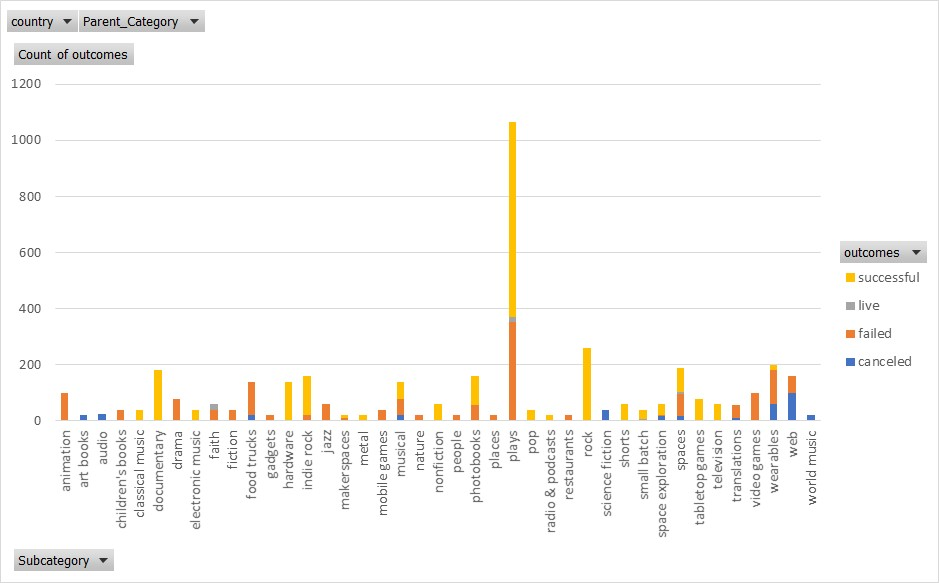 country Parent_Category
Count of outcomes
1200
1000
800
600
400
200
0
animation
art books
audio
children's books
classical music
documentary
drama
electronic music
faith
fiction
food trucks
gadgets
hardware
indie rock
jazz
makerspaces
metal
mobile games
musical
nature
nonfiction
people
photobooks
places
plays
pop
radio & podcasts
restaurants
rock
science fiction
shorts
small batch
space exploration
spaces
tabletop games
television
translations
video games
wearables
web
world music
outcomes
successful
live
failed
canceled
Subcategory